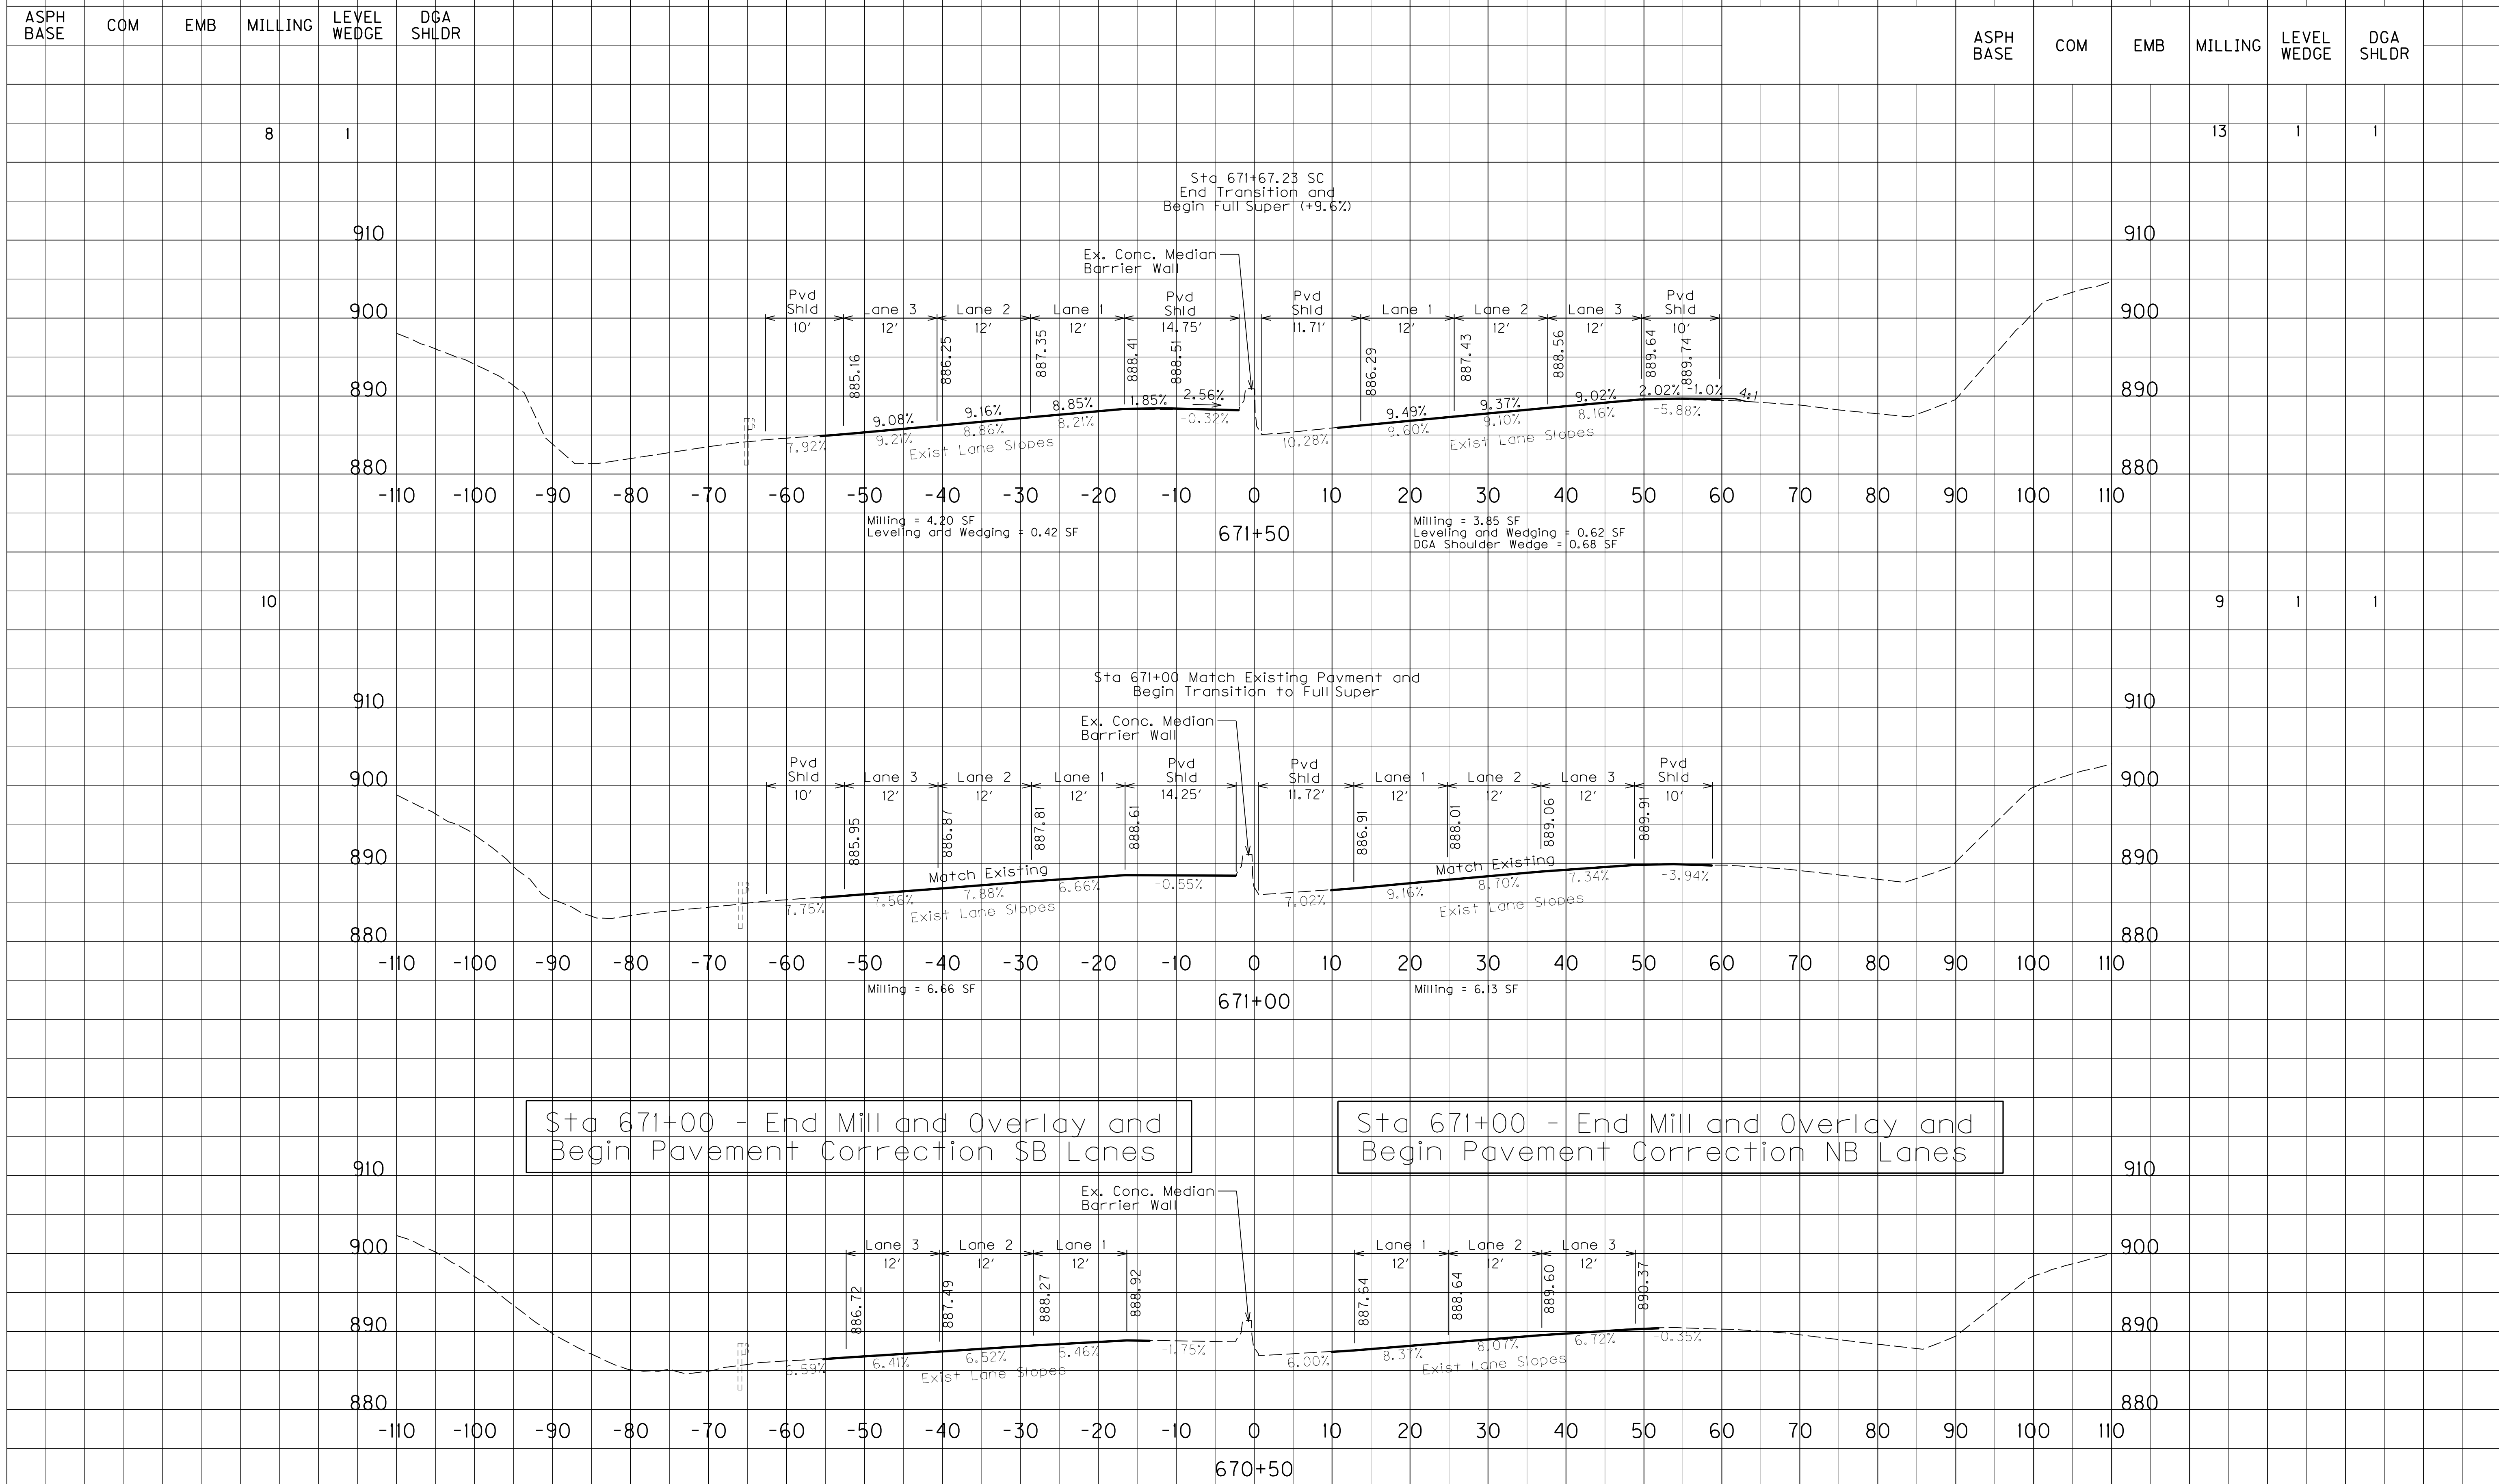 ASPH
BASE
COM
EMB
MILLING
LEVEL
WEDGE
DGA
SHLDR
ASPH
BASE
COM
EMB
MILLING
LEVEL
WEDGE
DGA
SHLDR
8 1
13 1 1
Sta 671+67.23 SC
End Transition and
Begin Full Super (+9.6%)
910 910
Ex. Conc. Median
Barrier Wall
900 900
Pvd
Shld
10'
Lane 3
12'
Lane 2
12'
Lane 1
12'
Pvd
Shld
14.75'
Pvd
Shld
11.71'
Lane 1
12'
Lane 2
12'
Lane 3
12'
Pvd
Shld
10'
885.16
886.25
887.35
888.41
888.51
886.29
887.43
888.56
889.64
889.74
890 890
9.08% 9.16% 8.85% 1.85% 2.56% 9.49% 9.37% 9.02% 2.02% -1.0% 4:1
7.92% 9.21% 8.86% 8.21% -0.32% 10.28% 9.60% 9.10% 8.16% -5.88%
Exist Lane Slopes
Exist Lane Slopes
880 880
-110 -100 -90 -80 -70 -60 -50 -40 -30 -20 -10 0 10 20 30 40 50 60 70 80 90 100 110
Milling = 4.20 SF
Leveling and Wedging = 0.42 SF
671+50
Milling = 3.85 SF
Leveling and Wedging = 0.62 SF
DGA Shoulder Wedge = 0.68 SF
10
9 1 1
Sta 671+00 Match Existing Pavment and
Begin Transition to Full Super
910 910
Ex. Conc. Median
Barrier Wall
900 900
Pvd
Shld
10'
Lane 3
12'
Lane 2
12'
Lane 1
12'
Pvd
Shld
14.25'
Pvd
Shld
11.72'
Lane 1
12'
Lane 2
12'
Lane 3
12'
Pvd
Shld
10'
885.95
886.87
887.81
888.61
886.91
888.01
889.06
889.91
890 890
Match Existing
Match Existing
7.75% 7.56% 7.88% 6.66% -0.55% 7.02% 9.16% 8.70% 7.34% -3.94%
Exist Lane Slopes
Exist Lane Slopes
880 880
-110 -100 -90 -80 -70 -60 -50 -40 -30 -20 -10 0 10 20 30 40 50 60 70 80 90 100 110
Milling = 6.66 SF
671+00
Milling = 6.13 SF
Sta 671+00 - End Mill and Overlay and
Begin Pavement Correction SB Lanes
Sta 671+00 - End Mill and Overlay and
Begin Pavement Correction NB Lanes
910 910
Ex. Conc. Median
Barrier Wall
900 900
Lane 3
12'
Lane 2
12'
Lane 1
12'
Lane 1
12'
Lane 2
12'
Lane 3
12'
886.72
887.49
888.27
888.92
887.64
888.64
889.60
890.37
890 890
6.59% 6.41% 6.52% 5.46% -1.75% 6.00% 8.37% 8.07% 6.72% -0.35%
Exist Lane Slopes
Exist Lane Slopes
880 880
-110 -100 -90 -80 -70 -60 -50 -40 -30 -20 -10 0 10 20 30 40 50 60 70 80 90 100 110
670+50